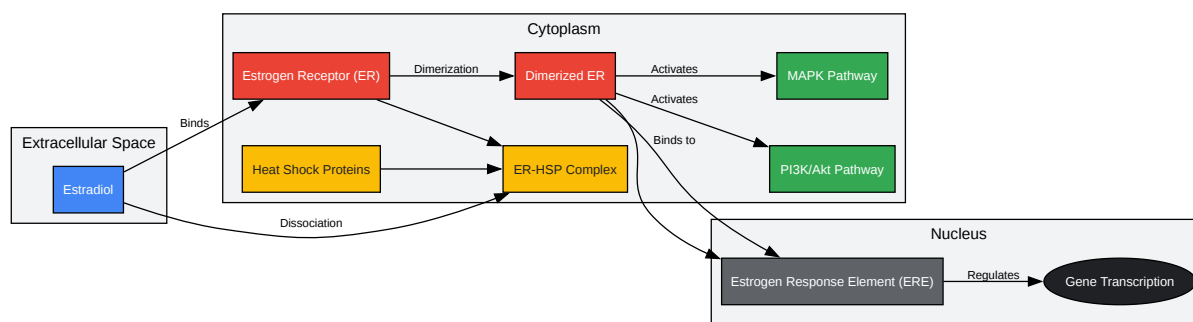 Cytoplasm
Estrogen Receptor (ER)
Dimerization
Dimerized ER
Activates
MAPK Pathway
Activates
Binds
Binds to
Extracellular Space
Estradiol
Heat Shock Proteins
ER-HSP Complex
PI3K/Akt Pathway
Dissociation
Nucleus
Estrogen Response Element (ERE)
Regulates
Gene Transcription